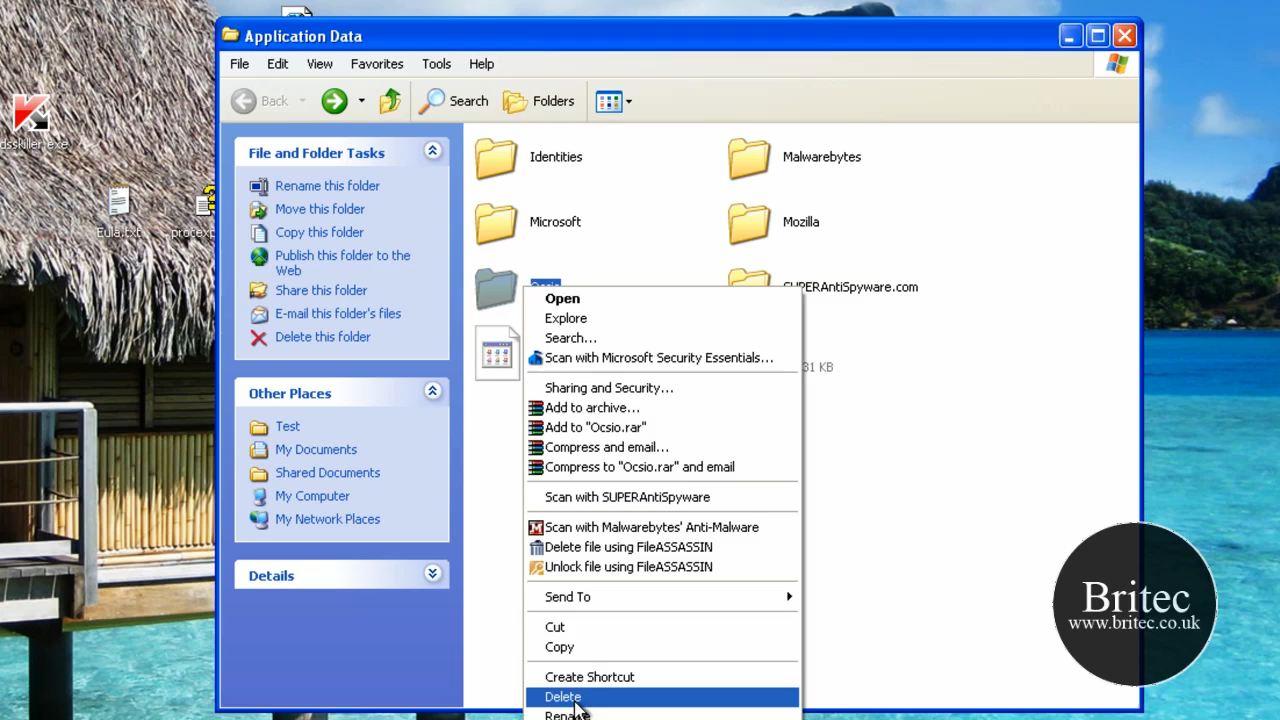 Application Data
File Edit View Favorites Tools Help
Back Search Folders
dsskiller.exe
Eula.txt
procexp
File and Folder Tasks
Rename this folder
Move this folder
Copy this folder
Publish this folder to the
Web
Share this folder
E-mail this folder's files
Delete this folder
Other Places
Test
My Documents
Shared Documents
My Computer
My Network Places
Details
Identities
Malwarebytes
Microsoft
Mozilla
SUPERAntiSpyware.com
31 KB
Open
Explore
Search...
Scan with Microsoft Security Essentials...
Sharing and Security...
Add to archive...
Add to "Ocsio.rar"
Compress and email...
Compress to "Ocsio.rar" and email
Scan with SUPERAntiSpyware
Scan with Malwarebytes' Anti-Malware
Delete file using FileASSASSIN
Unlock file using FileASSASSIN
Send To
Cut
Copy
Create Shortcut
Delete
Rename
Britec
www.britec.co.uk